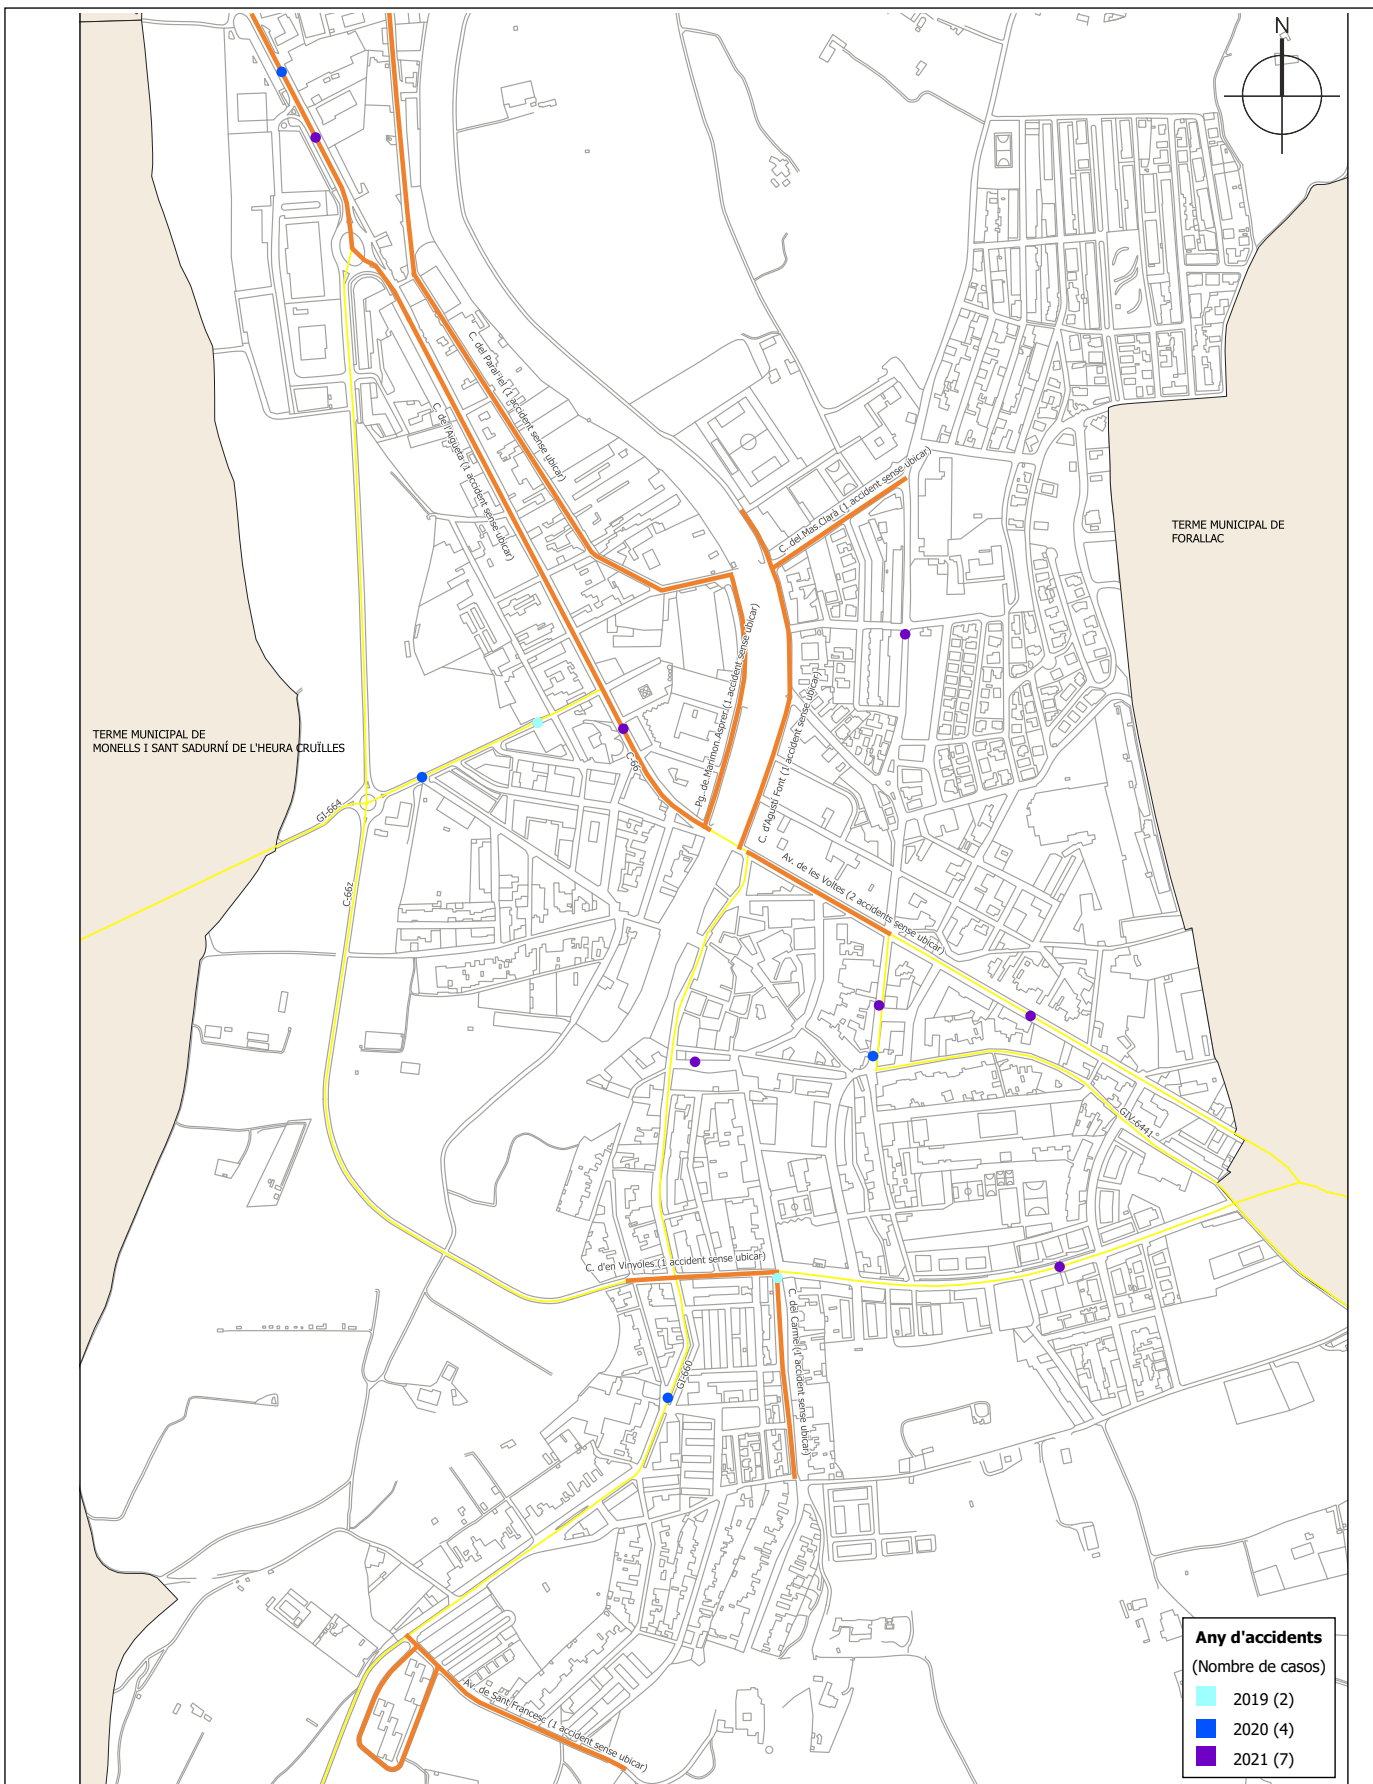 N
C. del Paral·lel (1 accident sense ubicar)
C. de l'Aigüeta (1 accident sense ubicar)
C. del Mas Clarà (1 accident sense ubicar)
TERME MUNICIPAL DE
FORALLAC
Pg. de Marimon Asprer (1 accident sense ubicar)
C. d'Agustí Font (1 accident sense ubicar)
TERME MUNICIPAL DE
MONELLS I SANT SADURNÍ DE L'HEURA CRUÏLLES
C-66
GI-664
C-66z
Av. de les Voltes (2 accidents sense ubicar)
GIV-6441
C. d'en Vinyoles (1 accident sense ubicar)
C. del Carme (1 accident sense ubicar)
GI-660
Av. de Sant Francesc (1 accident sense ubicar)
Any d'accidents
(Nombre de casos)
2019 (2)
2020 (4)
2021 (7)